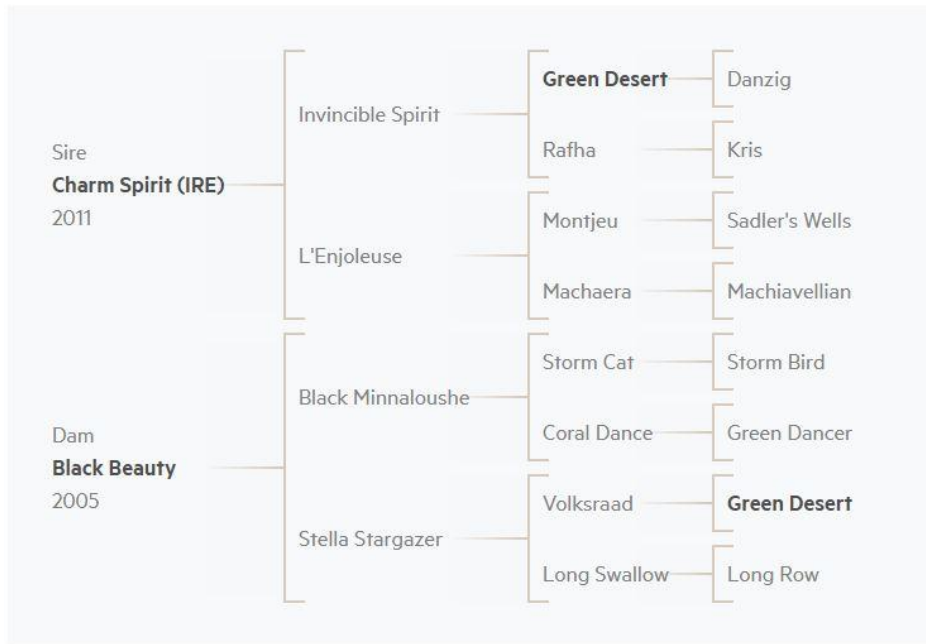 Sire
Charm Spirit (IRE)
2011
Invincible Spirit
Green Desert
Danzig
Rafha
Kris
L'Enjoleuse
Montjeu
Sadler's Wells
Machaera
Machiavellian
Dam
Black Beauty
2005
Black Minnaloushe
Storm Cat
Storm Bird
Coral Dance
Green Dancer
Stella Stargazer
Volksraad
Green Desert
Long Swallow
Long Row